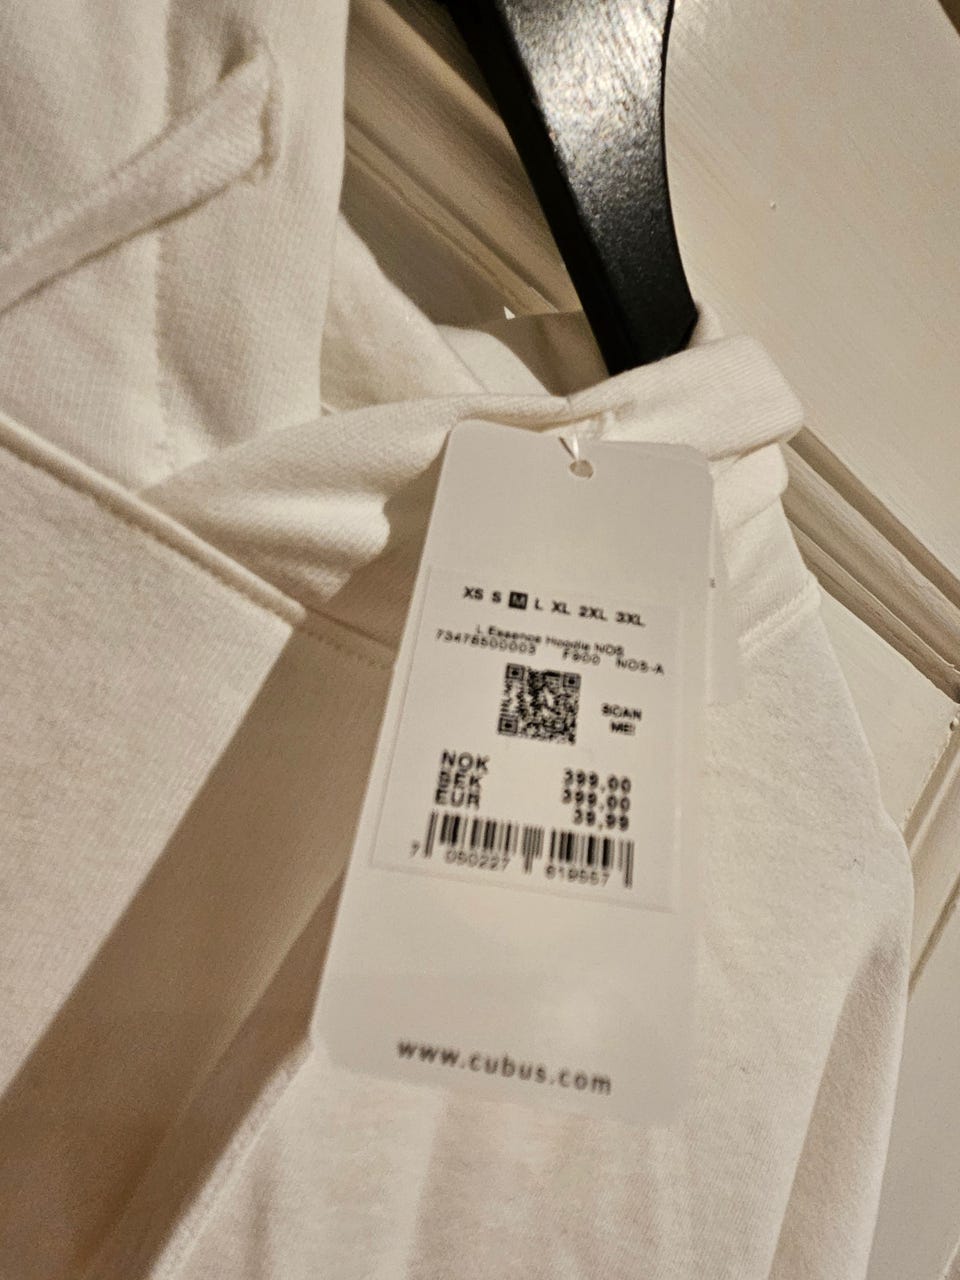 XS S M L XL 2XL 3XL
L Essence Hoodie NOS
73478500003 F900 NOS-A
SCAN
ME!
NOK 399,00
SEK 399,00
EUR 39,99
7 050227 619557
www.cubus.com